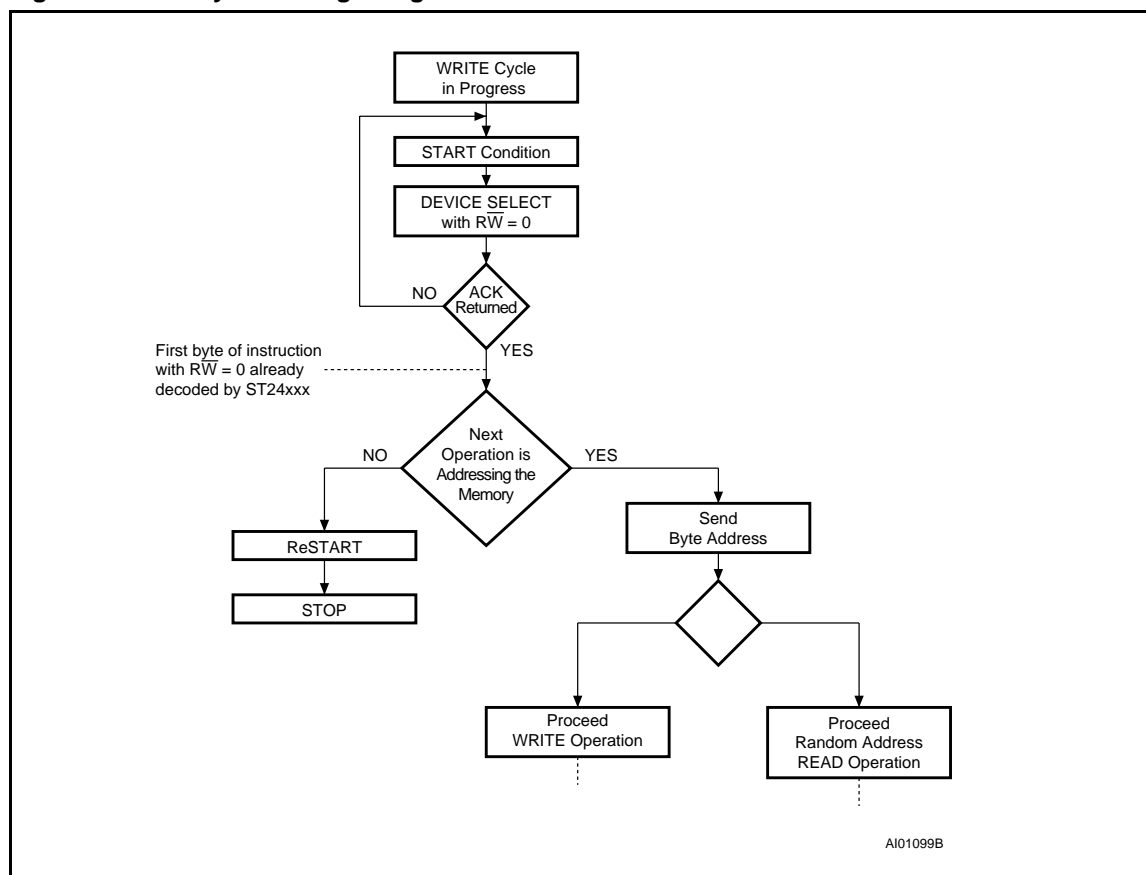 WRITE Cycle
in Progress
START Condition
DEVICE SELECT
with RW̅ = 0
NO
ACK
Returned
YES
First byte of instruction
with RW̅ = 0 already
decoded by ST24xxx
Next
Operation is
Addressing the
Memory
NO
YES
Send
Byte Address
ReSTART
STOP
Proceed
WRITE Operation
Proceed
Random Address
READ Operation
AI01099B